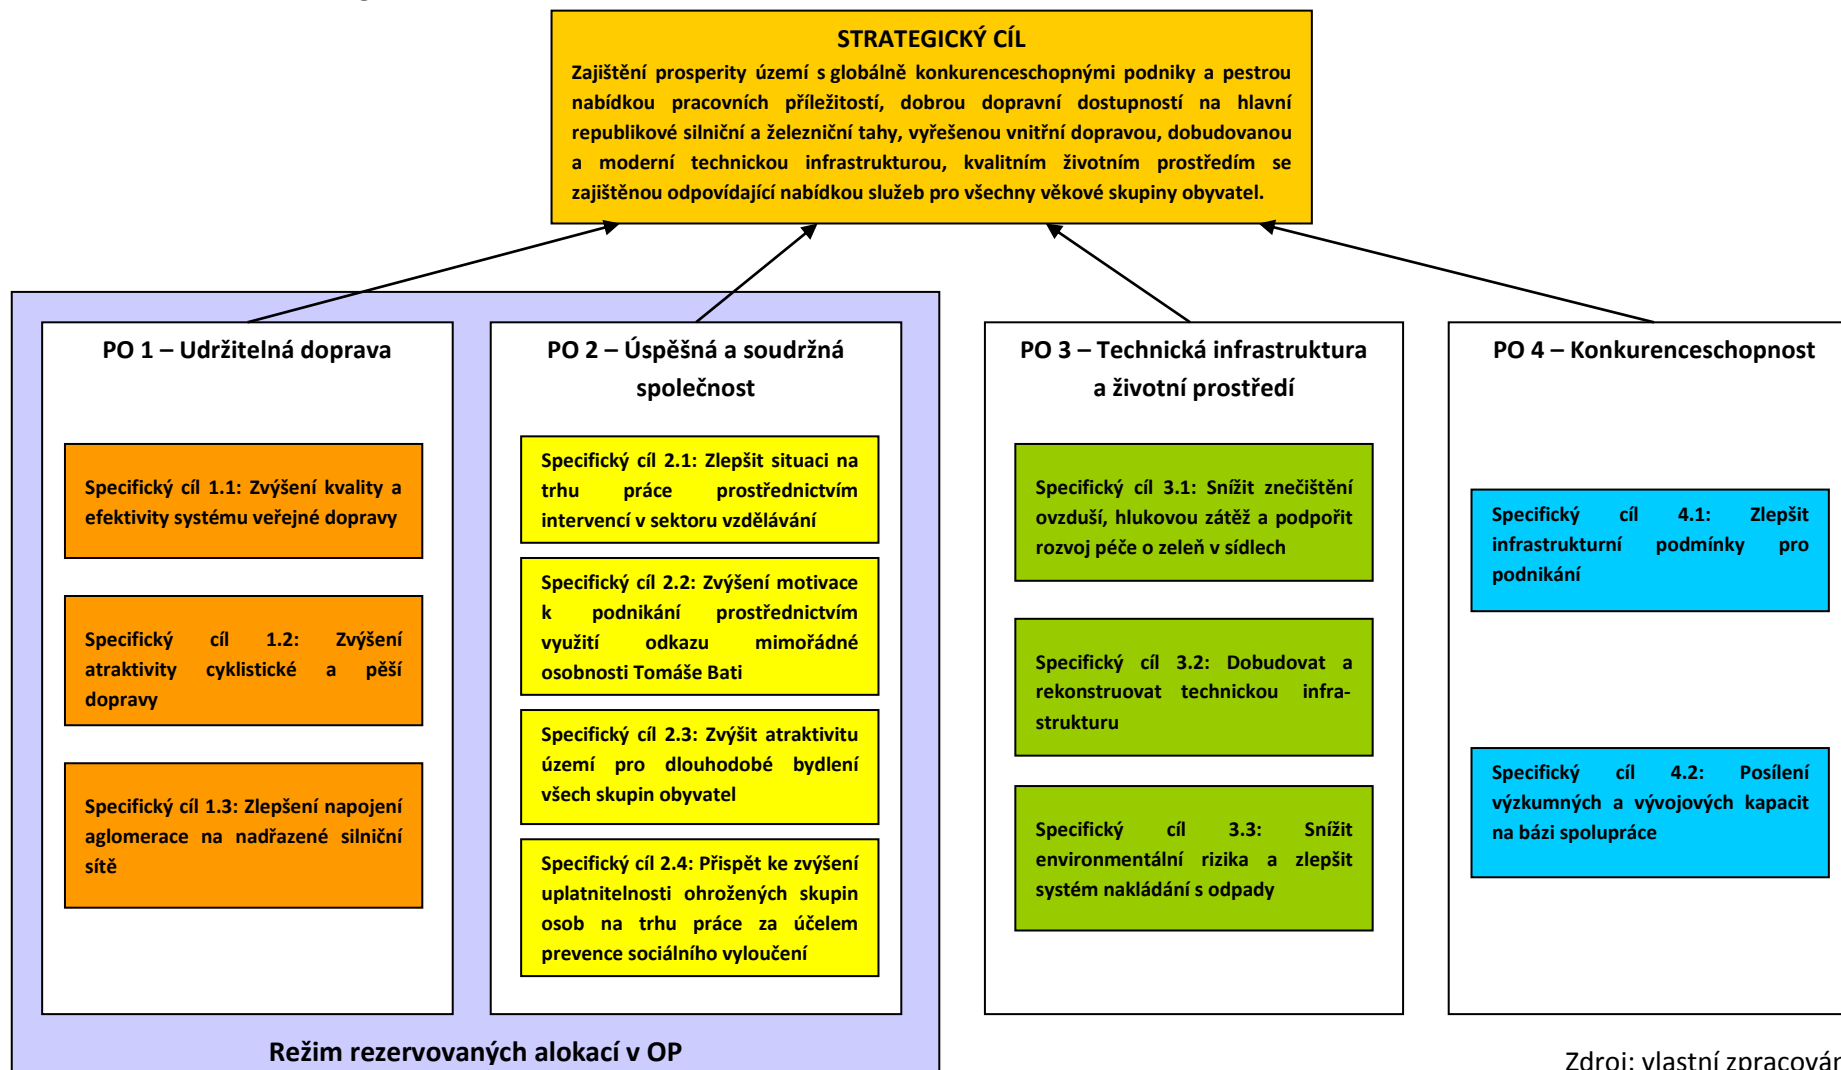 STRATEGICKÝ CÍL
Zajištění prosperity území s globálně konkurenceschopnými podniky a pestrou
nabídkou pracovních příležitostí, dobrou dopravní dostupností na hlavní
republikové silniční a železniční tahy, vyřešenou vnitřní dopravou, dobudovanou
a moderní technickou infrastrukturou, kvalitním životním prostředím se
zajištěnou odpovídající nabídkou služeb pro všechny věkové skupiny obyvatel.
PO 1 – Udržitelná doprava
Specifický cíl 1.1: Zvýšení kvality a
efektivity systému veřejné dopravy
Specifický cíl 1.2: Zvýšení
atraktivity cyklistické a pěší
dopravy
Specifický cíl 1.3: Zlepšení napojení
aglomerace na nadřazené silniční
sítě
PO 2 – Úspěšná a soudržná
společnost
Specifický cíl 2.1: Zlepšit situaci na
trhu práce prostřednictvím
intervencí v sektoru vzdělávání
Specifický cíl 2.2: Zvýšení motivace
k podnikání prostřednictvím
využití odkazu mimořádné
osobnosti Tomáše Bati
Specifický cíl 2.3: Zvýšit atraktivitu
území pro dlouhodobé bydlení
všech skupin obyvatel
Specifický cíl 2.4: Přispět ke zvýšení
uplatnitelnosti ohrožených skupin
osob na trhu práce za účelem
prevence sociálního vyloučení
Režim rezervovaných alokací v OP
PO 3 – Technická infrastruktura
a životní prostředí
Specifický cíl 3.1: Snížit znečištění
ovzduší, hlukovou zátěž a podpořit
rozvoj péče o zeleň v sídlech
Specifický cíl 3.2: Dobudovat a
rekonstruovat technickou infra-
strukturu
Specifický cíl 3.3: Snížit
environmentální rizika a zlepšit
systém nakládání s odpady
PO 4 – Konkurenceschopnost
Specifický cíl 4.1: Zlepšit
infrastrukturní podmínky pro
podnikání
Specifický cíl 4.2: Posílení
výzkumných a vývojových kapacit
na bázi spolupráce
Zdroj: vlastní zpracován